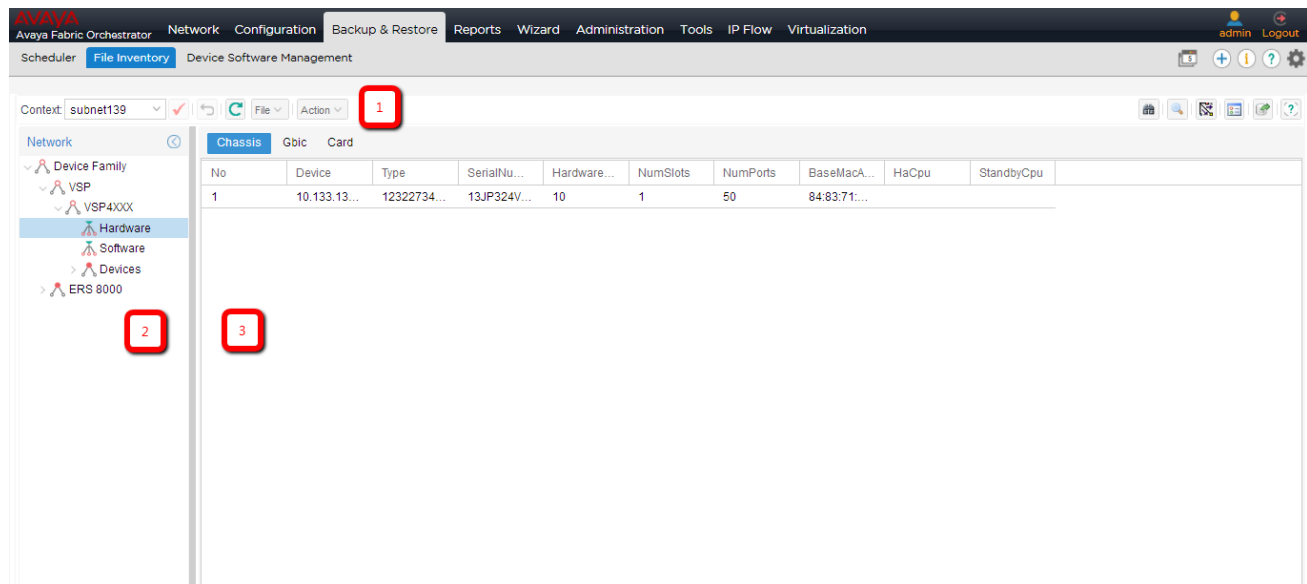 AVAYA
Avaya Fabric Orchestrator Network Configuration Backup & Restore Reports Wizard Administration Tools IP Flow Virtualization admin Logout
Scheduler File Inventory Device Software Management
Context: subnet139 File Action 1
Network Chassis Gbic Card
Device Family
No Device Type SerialNu... Hardware... NumSlots NumPorts BaseMacA... HaCpu StandbyCpu
VSP
1 10.133.13... 12322734... 13JP324V... 10 1 50 84:83:71:...
VSP4XXX
Hardware
Software
Devices
ERS 8000
2 3